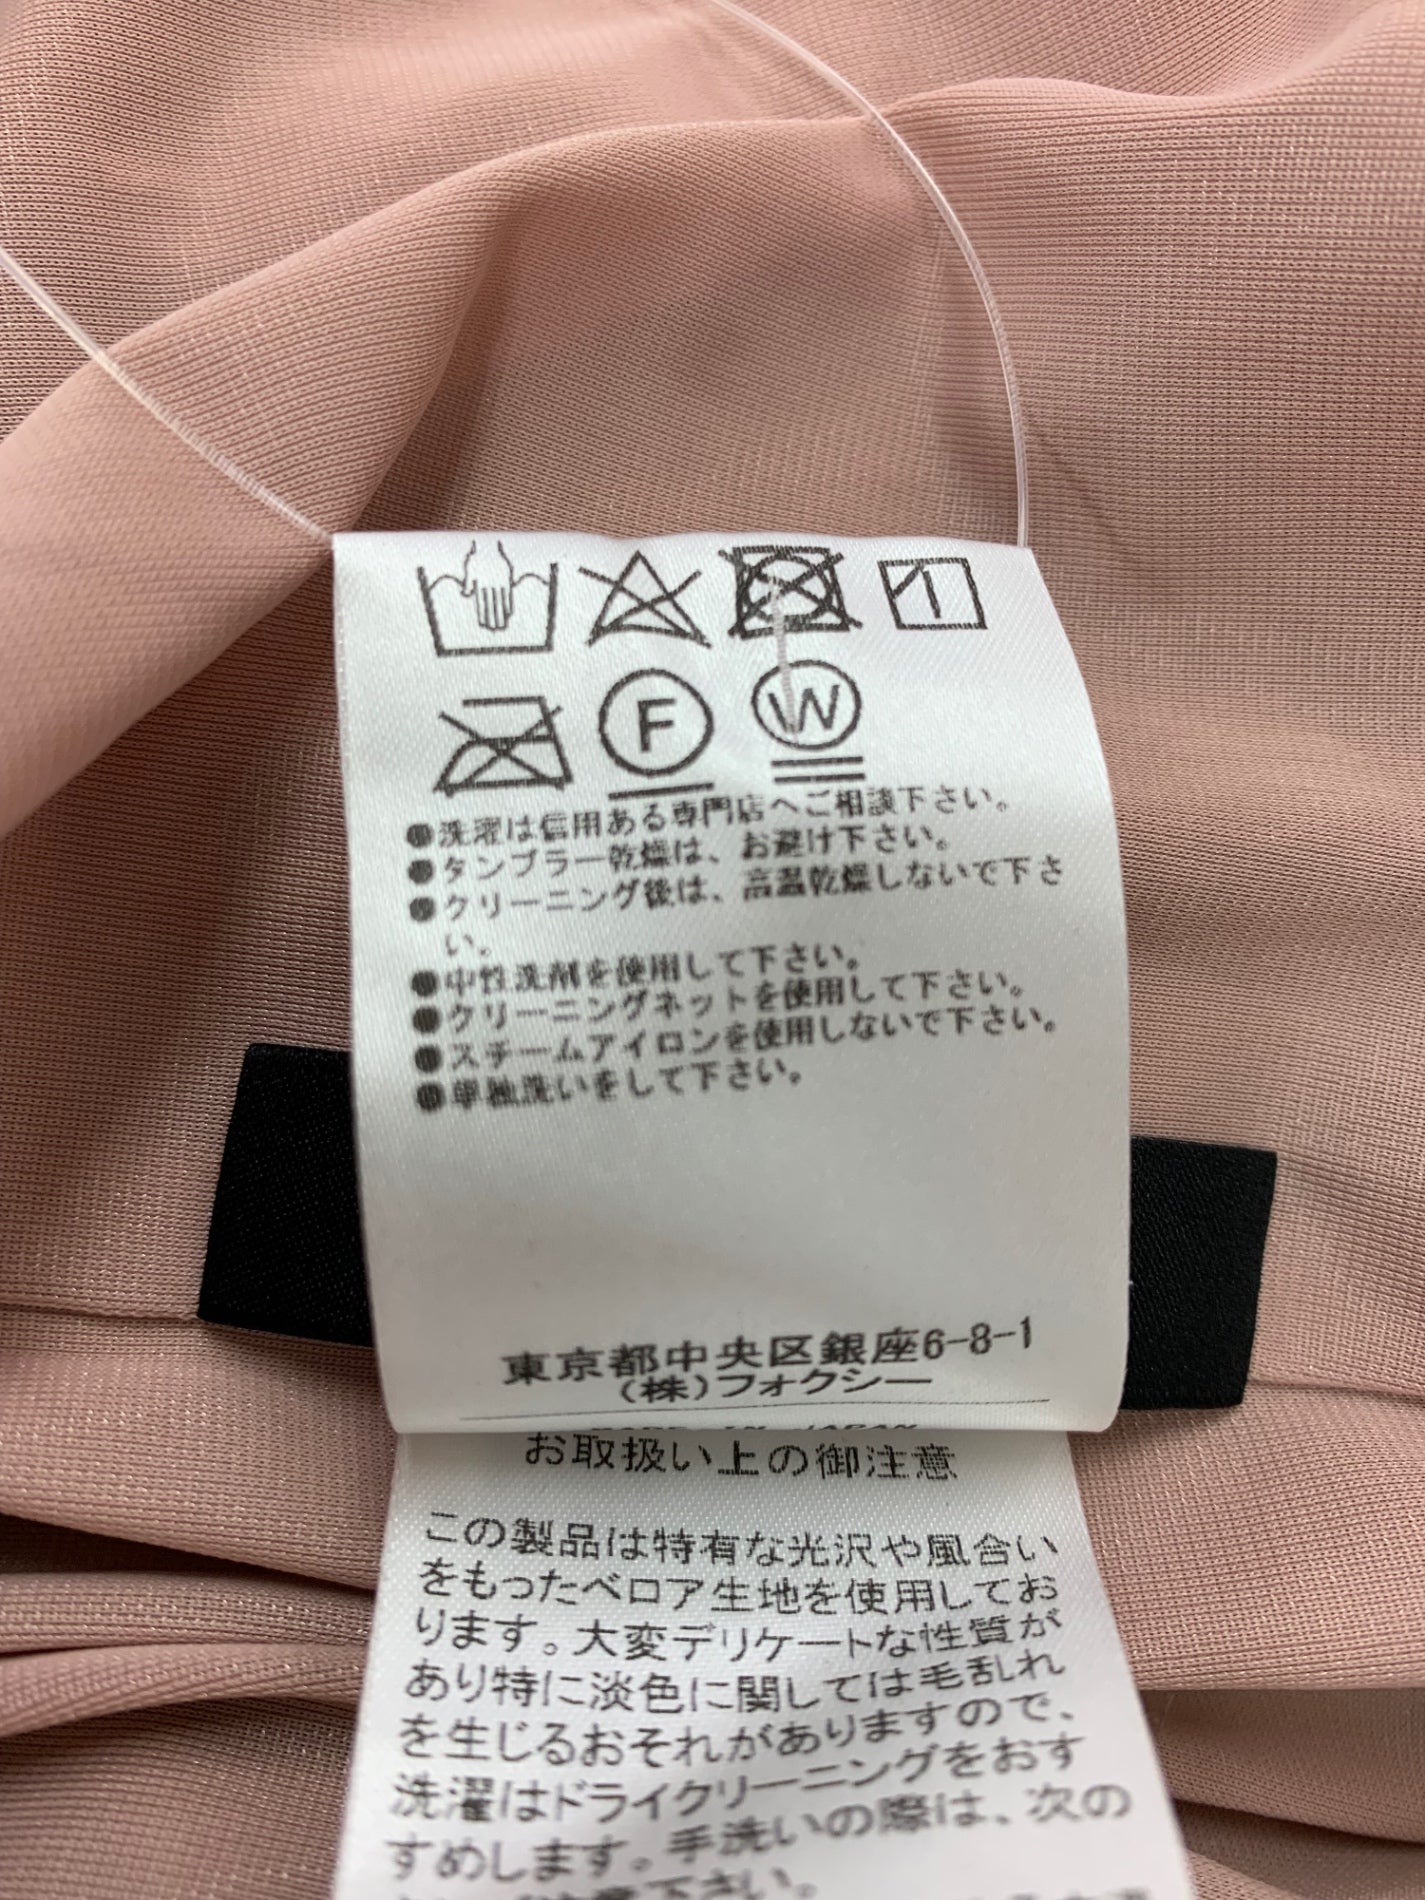 F W
●洗濯は信用ある専門店へご相談下さい。
●タンブラー乾燥は、お避け下さい。
●クリーニング後は、高温乾燥しないで下さ
い。
●中性洗剤を使用して下さい。
●クリーニングネットを使用して下さい。
●スチームアイロンを使用しないで下さい。
●単独洗いをして下さい。
東京都中央区銀座6-8-1
(株)フォクシー
お取扱い上の御注意
この製品は特有な光沢や風合い
をもったベロア生地を使用してお
ります。大変デリケートな性質が
あり特に淡色に関しては毛乱れ
を生じるおそれがありますので、
洗濯はドライクリーニングをおす
すめします。手洗いの際は、次の
下さい。